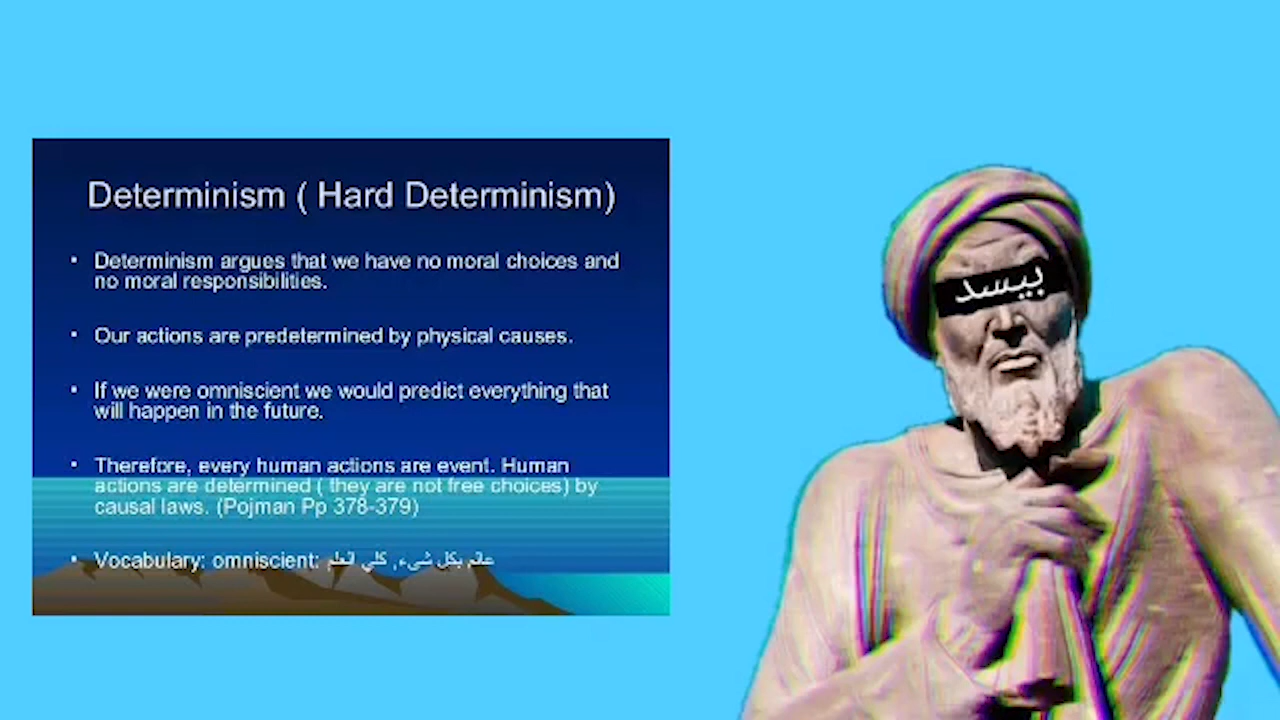 Determinism ( Hard Determinism)
• Determinism argues that we have no moral choices and
no moral responsibilities.
• Our actions are predetermined by physical causes.
• If we were omniscient we would predict everything that
will happen in the future.
• Therefore, every human actions are event. Human
actions are determined ( they are not free choices) by
causal laws. (Pojman Pp 378-379)
• Vocabulary: omniscient: عالم بكل شيء, كلي العلم
بيسد